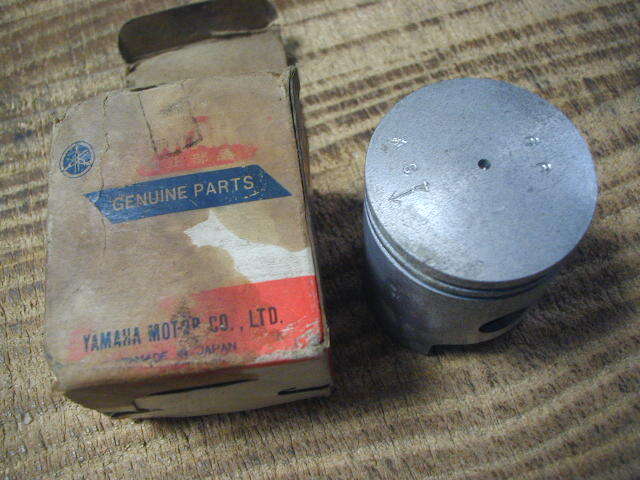 GENUINE PARTS
YAMAHA MOTOR CO., LTD.
MADE IN JAPAN